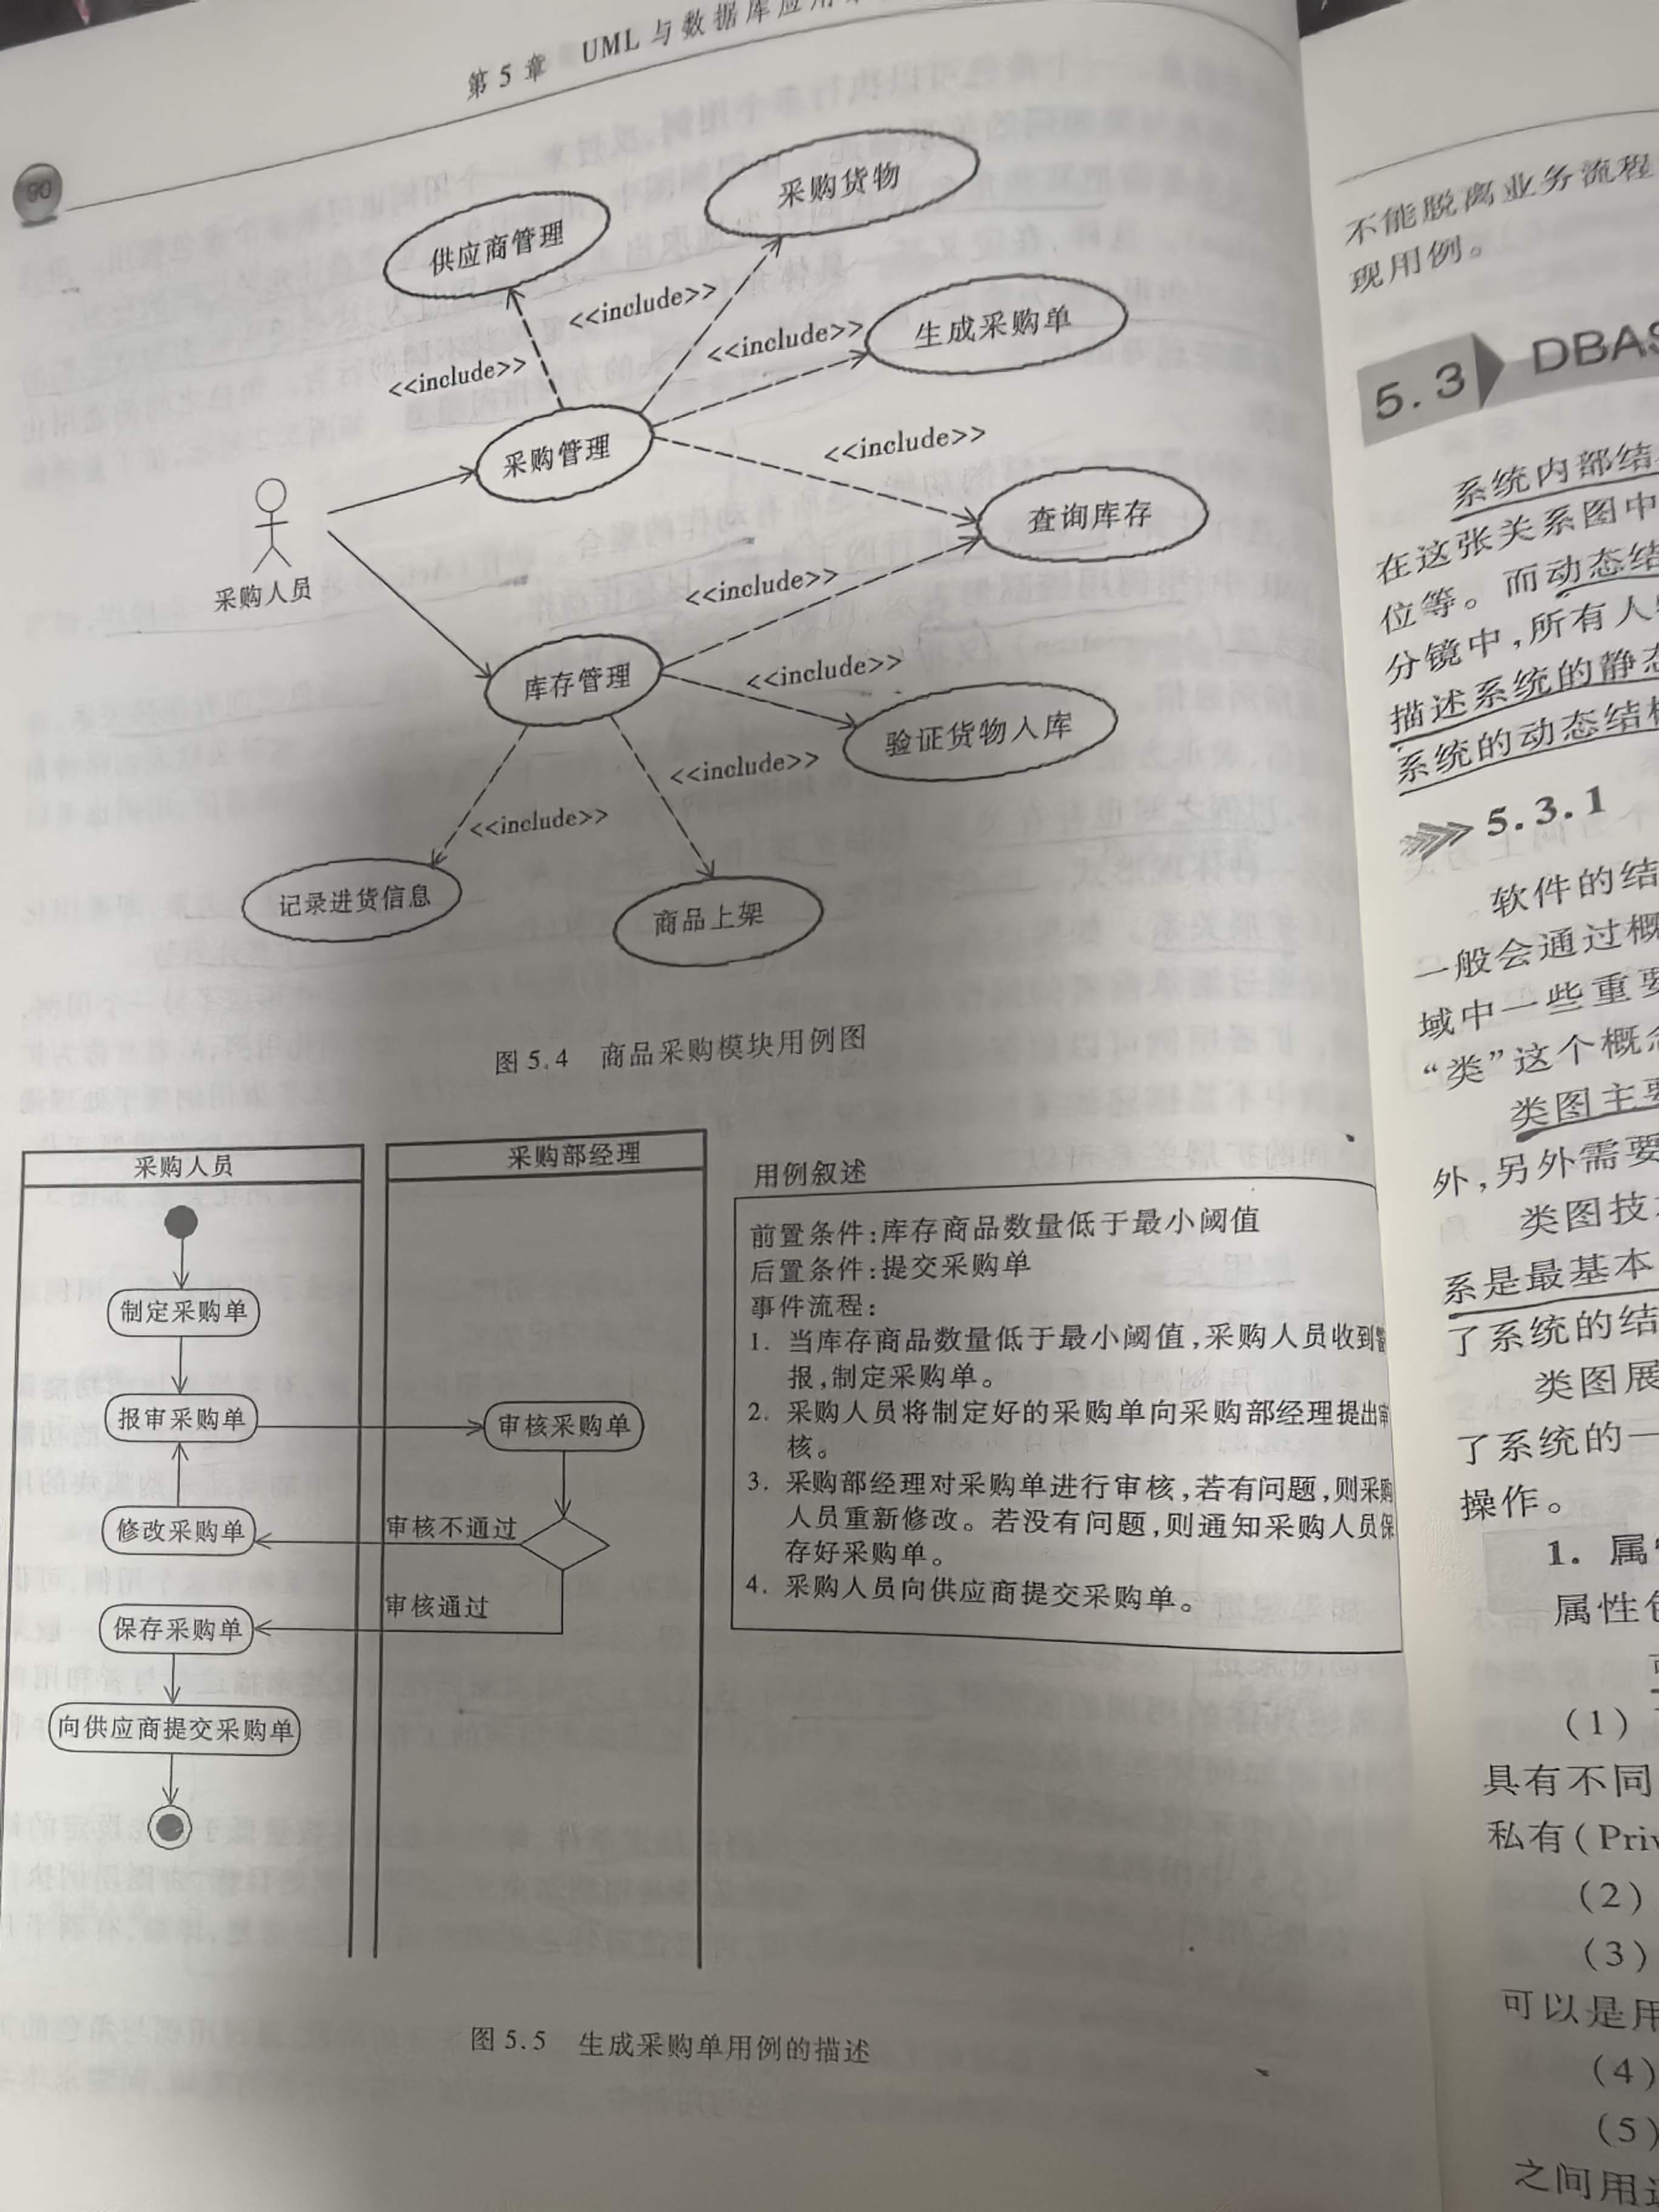 第5章 UML与数据库应用
90
采购货物
供应商管理
<<include>>
生成采购单
<<include>>
<<include>>
采购管理
<<include>>
查询库存
采购人员
<<include>>
库存管理
<<include>>
验证货物入库
<<include>>
<<include>>
记录进货信息
商品上架
图5.4 商品采购模块用例图
采购人员
采购部经理
制定采购单
报审采购单
审核采购单
修改采购单
审核不通过
审核通过
保存采购单
向供应商提交采购单
用例叙述
前置条件:库存商品数量低于最小阈值
后置条件:提交采购单
事件流程:
1. 当库存商品数量低于最小阈值,采购人员收到警
报,制定采购单。
2. 采购人员将制定好的采购单向采购部经理提出审
核。
3. 采购部经理对采购单进行审核,若有问题,则采购
人员重新修改。若没有问题,则通知采购人员保
存好采购单。
4. 采购人员向供应商提交采购单。
图5.5 生成采购单用例的描述
不能脱离业务流程
现用例。
5.3 DBAS
系统内部结
在这张关系图中
位等。而动态结
分镜中,所有人
描述系统的静态
系统的动态结构
5.3.1
软件的结
一般会通过概
域中一些重要
“类”这个概念
类图主要
外,另外需要
类图技
系是最基本
了系统的结
类图展
了系统的一
操作。
1. 属
属性
(1)
具有不同
私有(Priv
(2)
(3)
可以是用
(4)
(5)
之间用